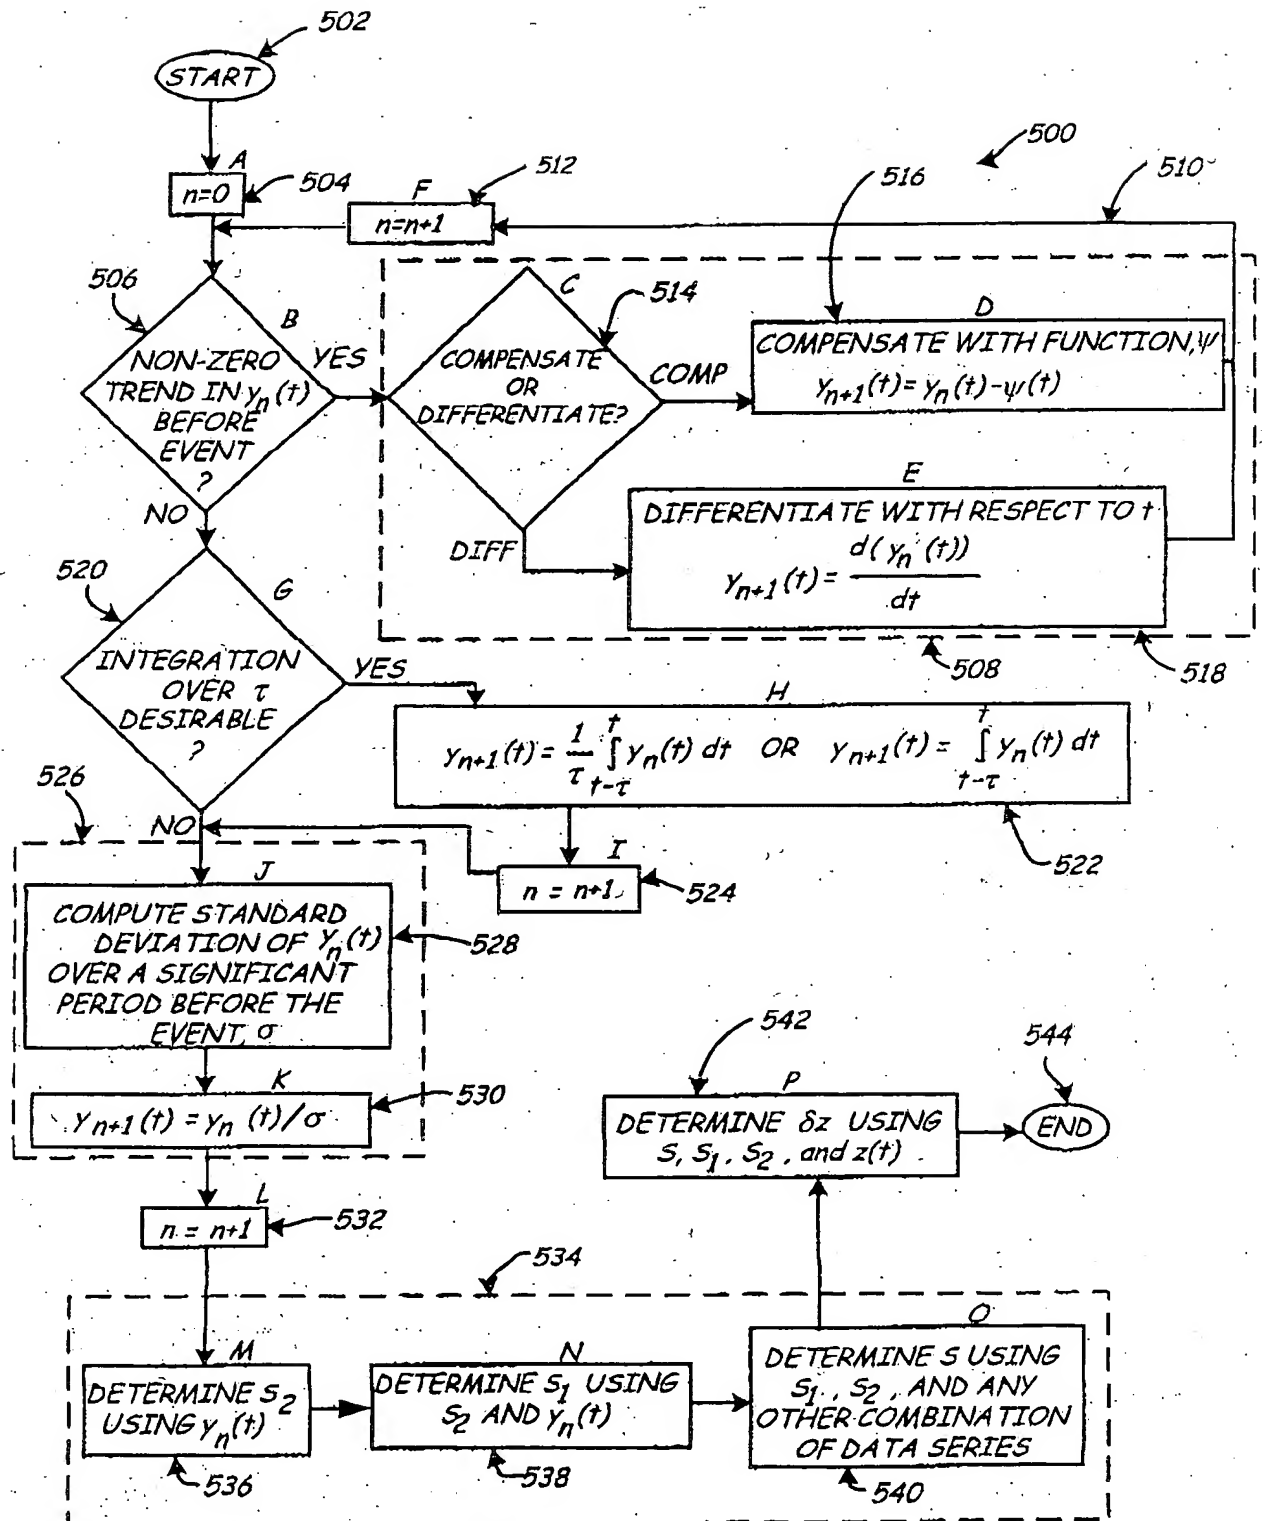 502
START
500
A
n=0
504
F
n=n+1
512
516
510
506
B
NON-ZERO
TREND IN yn(t)
BEFORE
EVENT
?
YES
NO
C
514
COMPENSATE
OR
DIFFERENTIATE?
COMP
DIFF
D
COMPENSATE WITH FUNCTION, ψ
yn+1(t) = yn(t) - ψ(t)
E
DIFFERENTIATE WITH RESPECT TO t
yn+1(t) = d(yn(t)) / dt
508
518
520
G
INTEGRATION
OVER τ
DESIRABLE
?
YES
NO
H
yn+1(t) = 1/τ ∫t-τ^t yn(t) dt OR yn+1(t) = ∫t-τ^t yn(t) dt
522
I
n = n+1
524
526
J
COMPUTE STANDARD
DEVIATION OF Yn(t)
OVER A SIGNIFICANT
PERIOD BEFORE THE
EVENT, σ
528
K
Yn+1(t) = yn(t)/σ
530
L
n = n+1
532
542
544
P
DETERMINE δz USING
S, S1, S2, and z(t)
END
534
M
DETERMINE S2
USING yn(t)
536
N
DETERMINE S1 USING
S2 AND yn(t)
538
O
DETERMINE S USING
S1, S2, AND ANY
OTHER COMBINATION
OF DATA SERIES
540